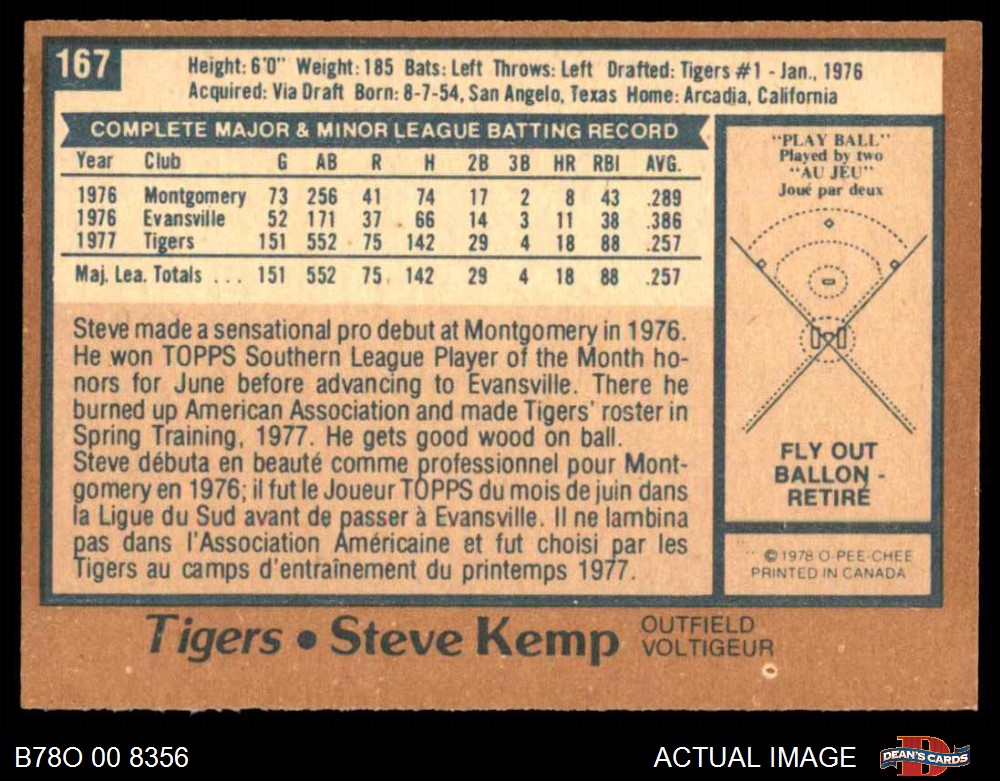 167
Height: 6'0" Weight: 185 Bats: Left Throws: Left Drafted: Tigers #1 - Jan., 1976
Acquired: Via Draft Born: 8-7-54, San Angelo, Texas Home: Arcadia, California
COMPLETE MAJOR & MINOR LEAGUE BATTING RECORD
Year Club G AB R H 2B 3B HR RBI AVG.
1976 Montgomery 73 256 41 74 17 2 8 43 .289
1976 Evansville 52 171 37 66 14 3 11 38 .386
1977 Tigers 151 552 75 142 29 4 18 88 .257
Maj. Lea. Totals ... 151 552 75 142 29 4 18 88 .257
Steve made a sensational pro debut at Montgomery in 1976.
He won TOPPS Southern League Player of the Month ho-
nors for June before advancing to Evansville. There he
burned up American Association and made Tigers' roster in
Spring Training, 1977. He gets good wood on ball.
Steve débuta en beauté comme professionnel pour Mont-
gomery en 1976; il fut le Joueur TOPPS du mois de juin dans
la Ligue du Sud avant de passer à Evansville. Il ne lambina
pas dans l'Association Américaine et fut choisi par les
Tigers au camps d'entraînement du printemps 1977.
"PLAY BALL"
Played by two
"AU JEU"
Joué par deux
FLY OUT
BALLON -
RETIRÉ
© 1978 O-PEE-CHEE
PRINTED IN CANADA
Tigers • Steve Kemp OUTFIELD
VOLTIGEUR
B78O 00 8356 ACTUAL IMAGE DEAN'S CARDS